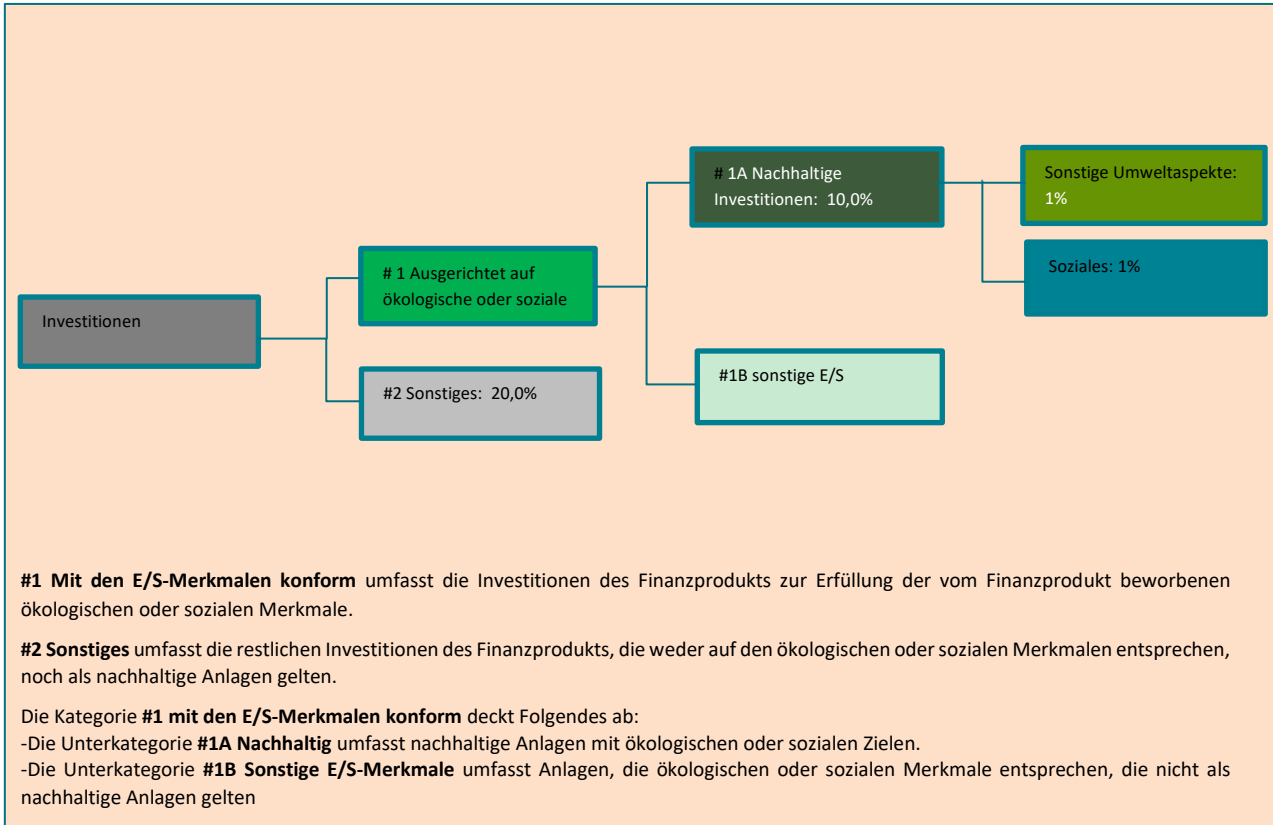 # 1A Nachhaltige
Investitionen: 10,0%
Sonstige Umweltaspekte:
1%
# 1 Ausgerichtet auf
ökologische oder soziale
Soziales: 1%
Investitionen
#2 Sonstiges: 20,0%
#1B sonstige E/S
#1 Mit den E/S-Merkmalen konform umfasst die Investitionen des Finanzprodukts zur Erfüllung der vom Finanzprodukt beworbenen
ökologischen oder sozialen Merkmale.
#2 Sonstiges umfasst die restlichen Investitionen des Finanzprodukts, die weder auf den ökologischen oder sozialen Merkmalen entsprechen,
noch als nachhaltige Anlagen gelten.
Die Kategorie #1 mit den E/S-Merkmalen konform deckt Folgendes ab:
-Die Unterkategorie #1A Nachhaltig umfasst nachhaltige Anlagen mit ökologischen oder sozialen Zielen.
-Die Unterkategorie #1B Sonstige E/S-Merkmale umfasst Anlagen, die ökologischen oder sozialen Merkmale entsprechen, die nicht als
nachhaltige Anlagen gelten